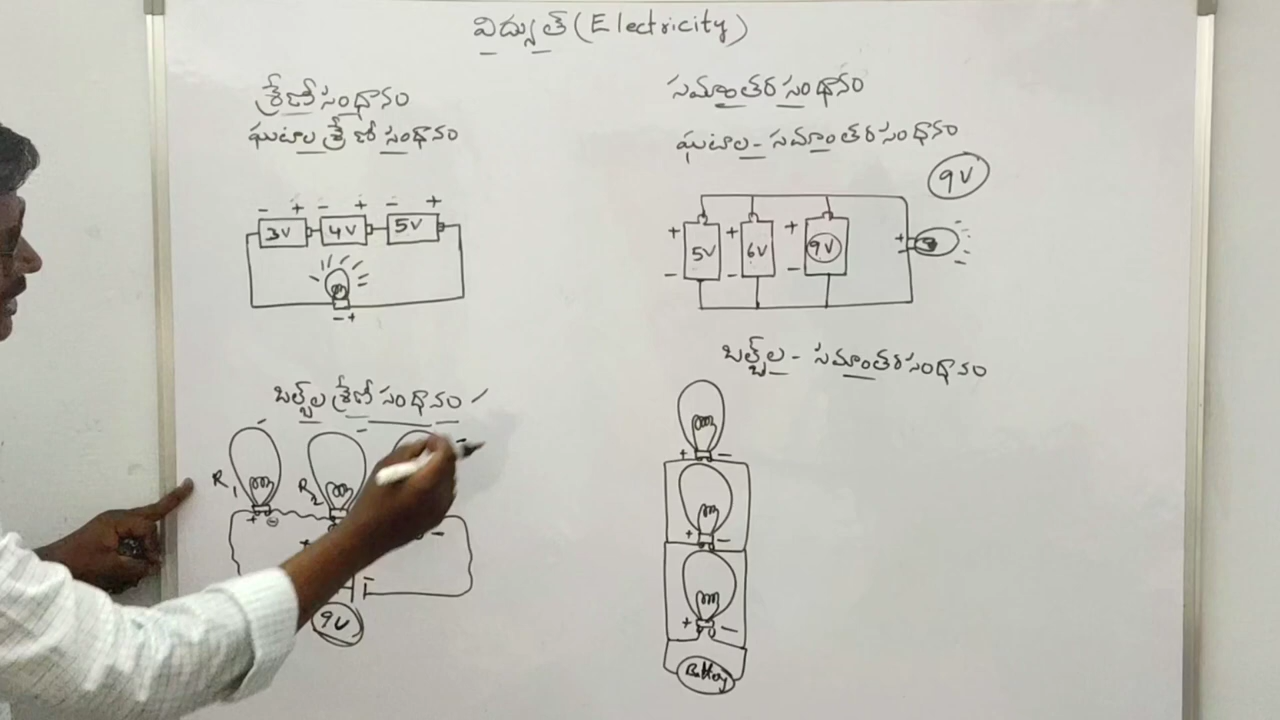 విద్యుత్ (Electricity)
శ్రేణి సంధానం
ఘటాల శ్రేణి సంధానం
- + - + - +
3V 4V 5V
- +
బల్బ్‌ల శ్రేణి సంధానం
R1 R2
+ -
+ -
9V
సమాంతర సంధానం
ఘటాల - సమాంతర సంధానం
9V
+ + + +
5V 6V 9V
- - -
బల్బ్‌ల - సమాంతర సంధానం
+ -
+ -
+ -
Battery